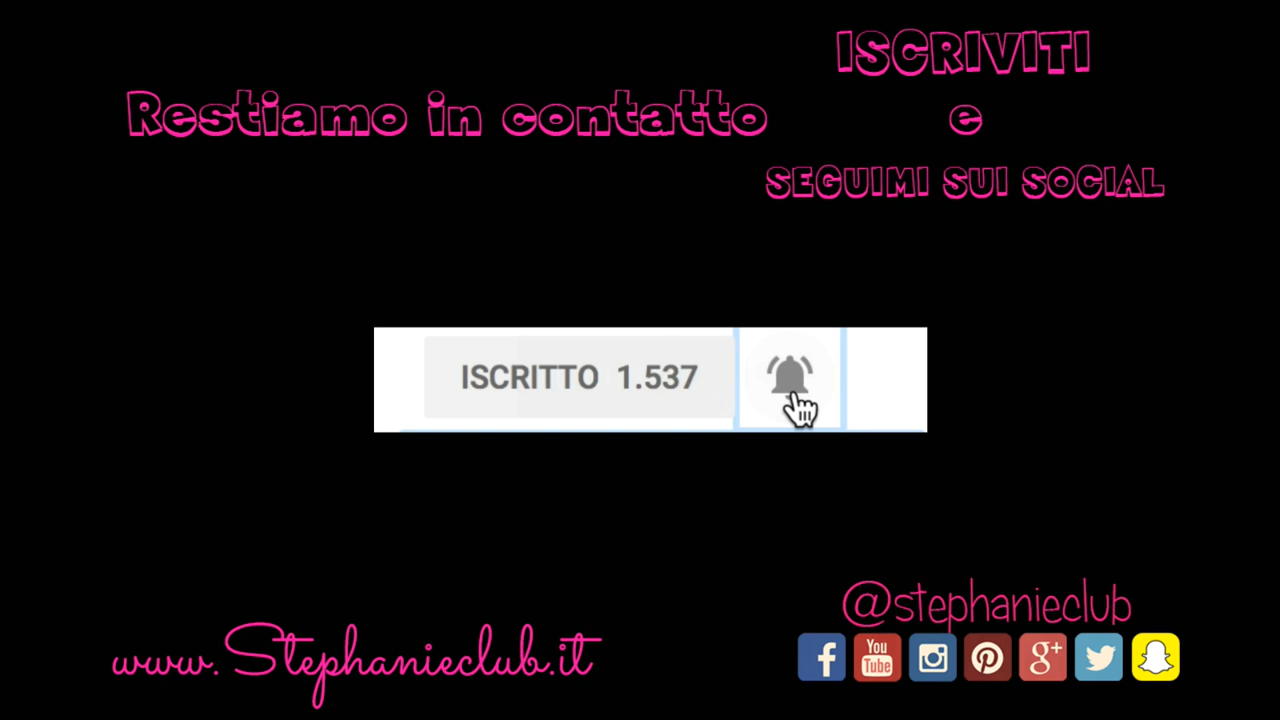 ISCRIVITI
Restiamo in contatto
e
SEGUIMI SUI SOCIAL
ISCRITTO 1.537
@stephanieclub
www.Stephanieclub.it
f You Tube g+